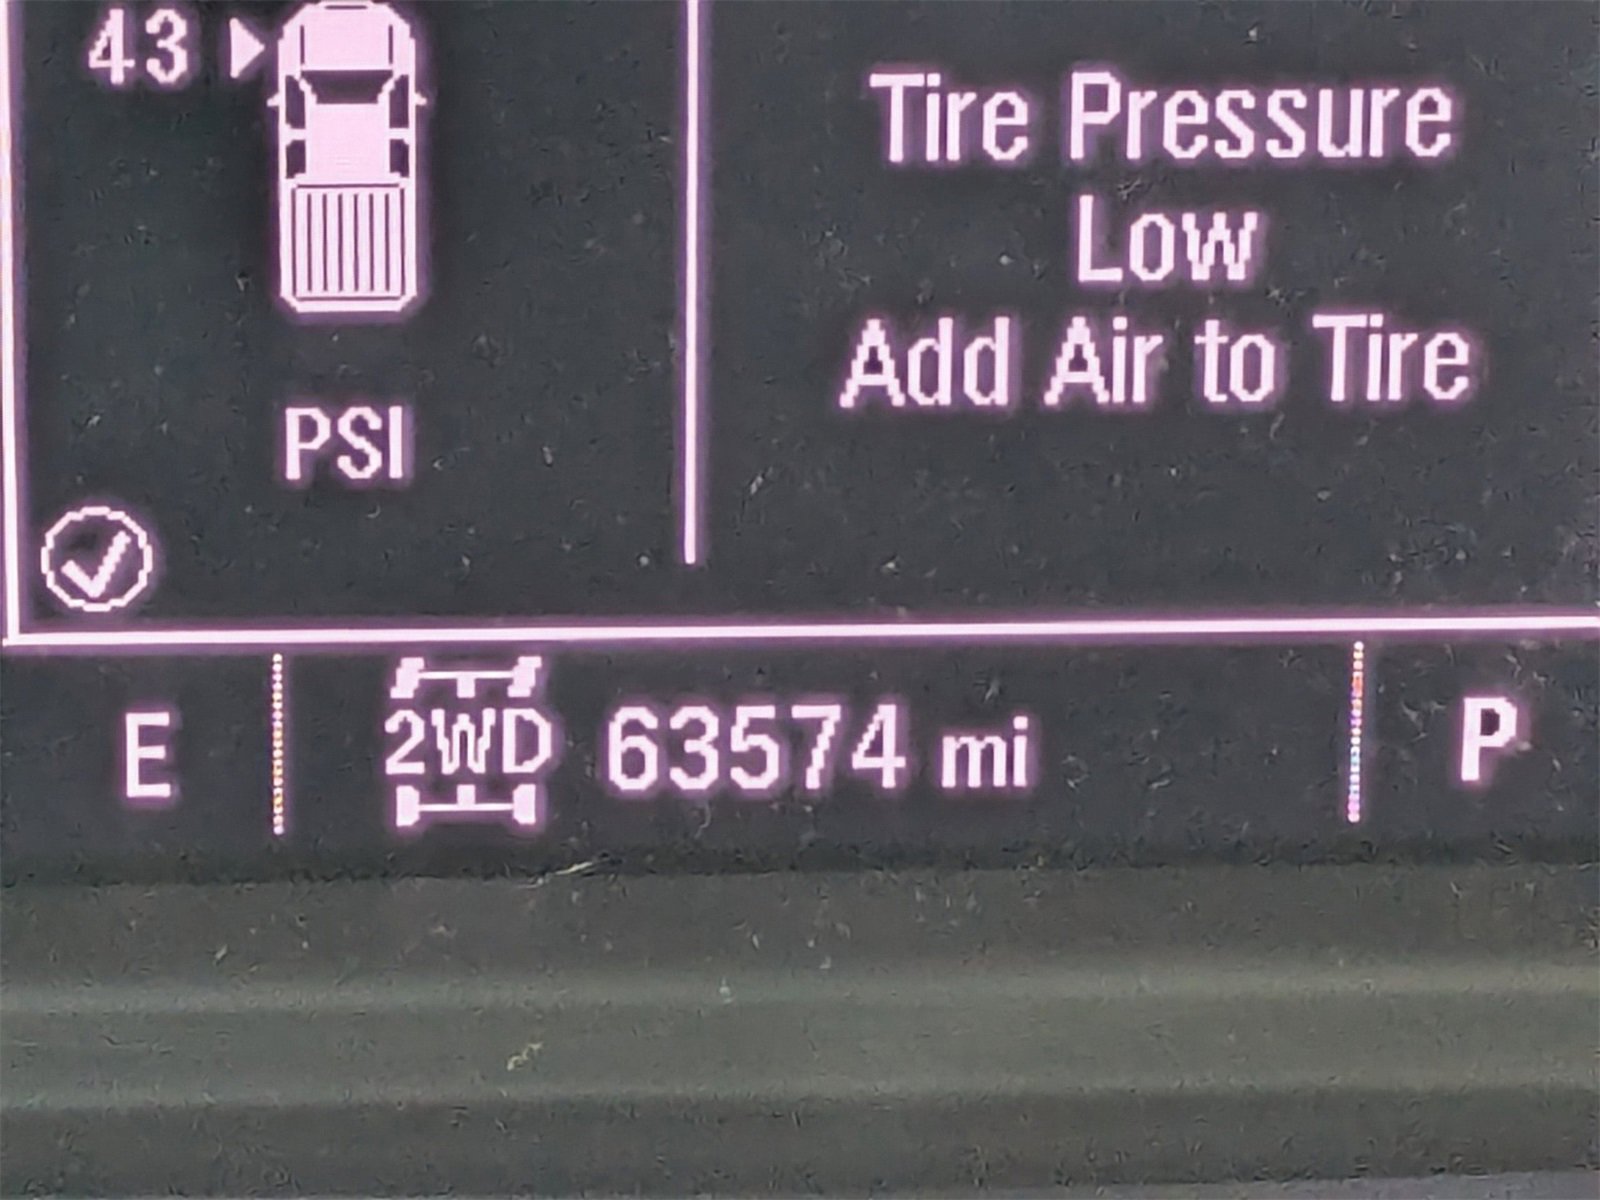 43
Tire Pressure
Low
Add Air to Tire
PSI
E
2WD
63574 mi
P